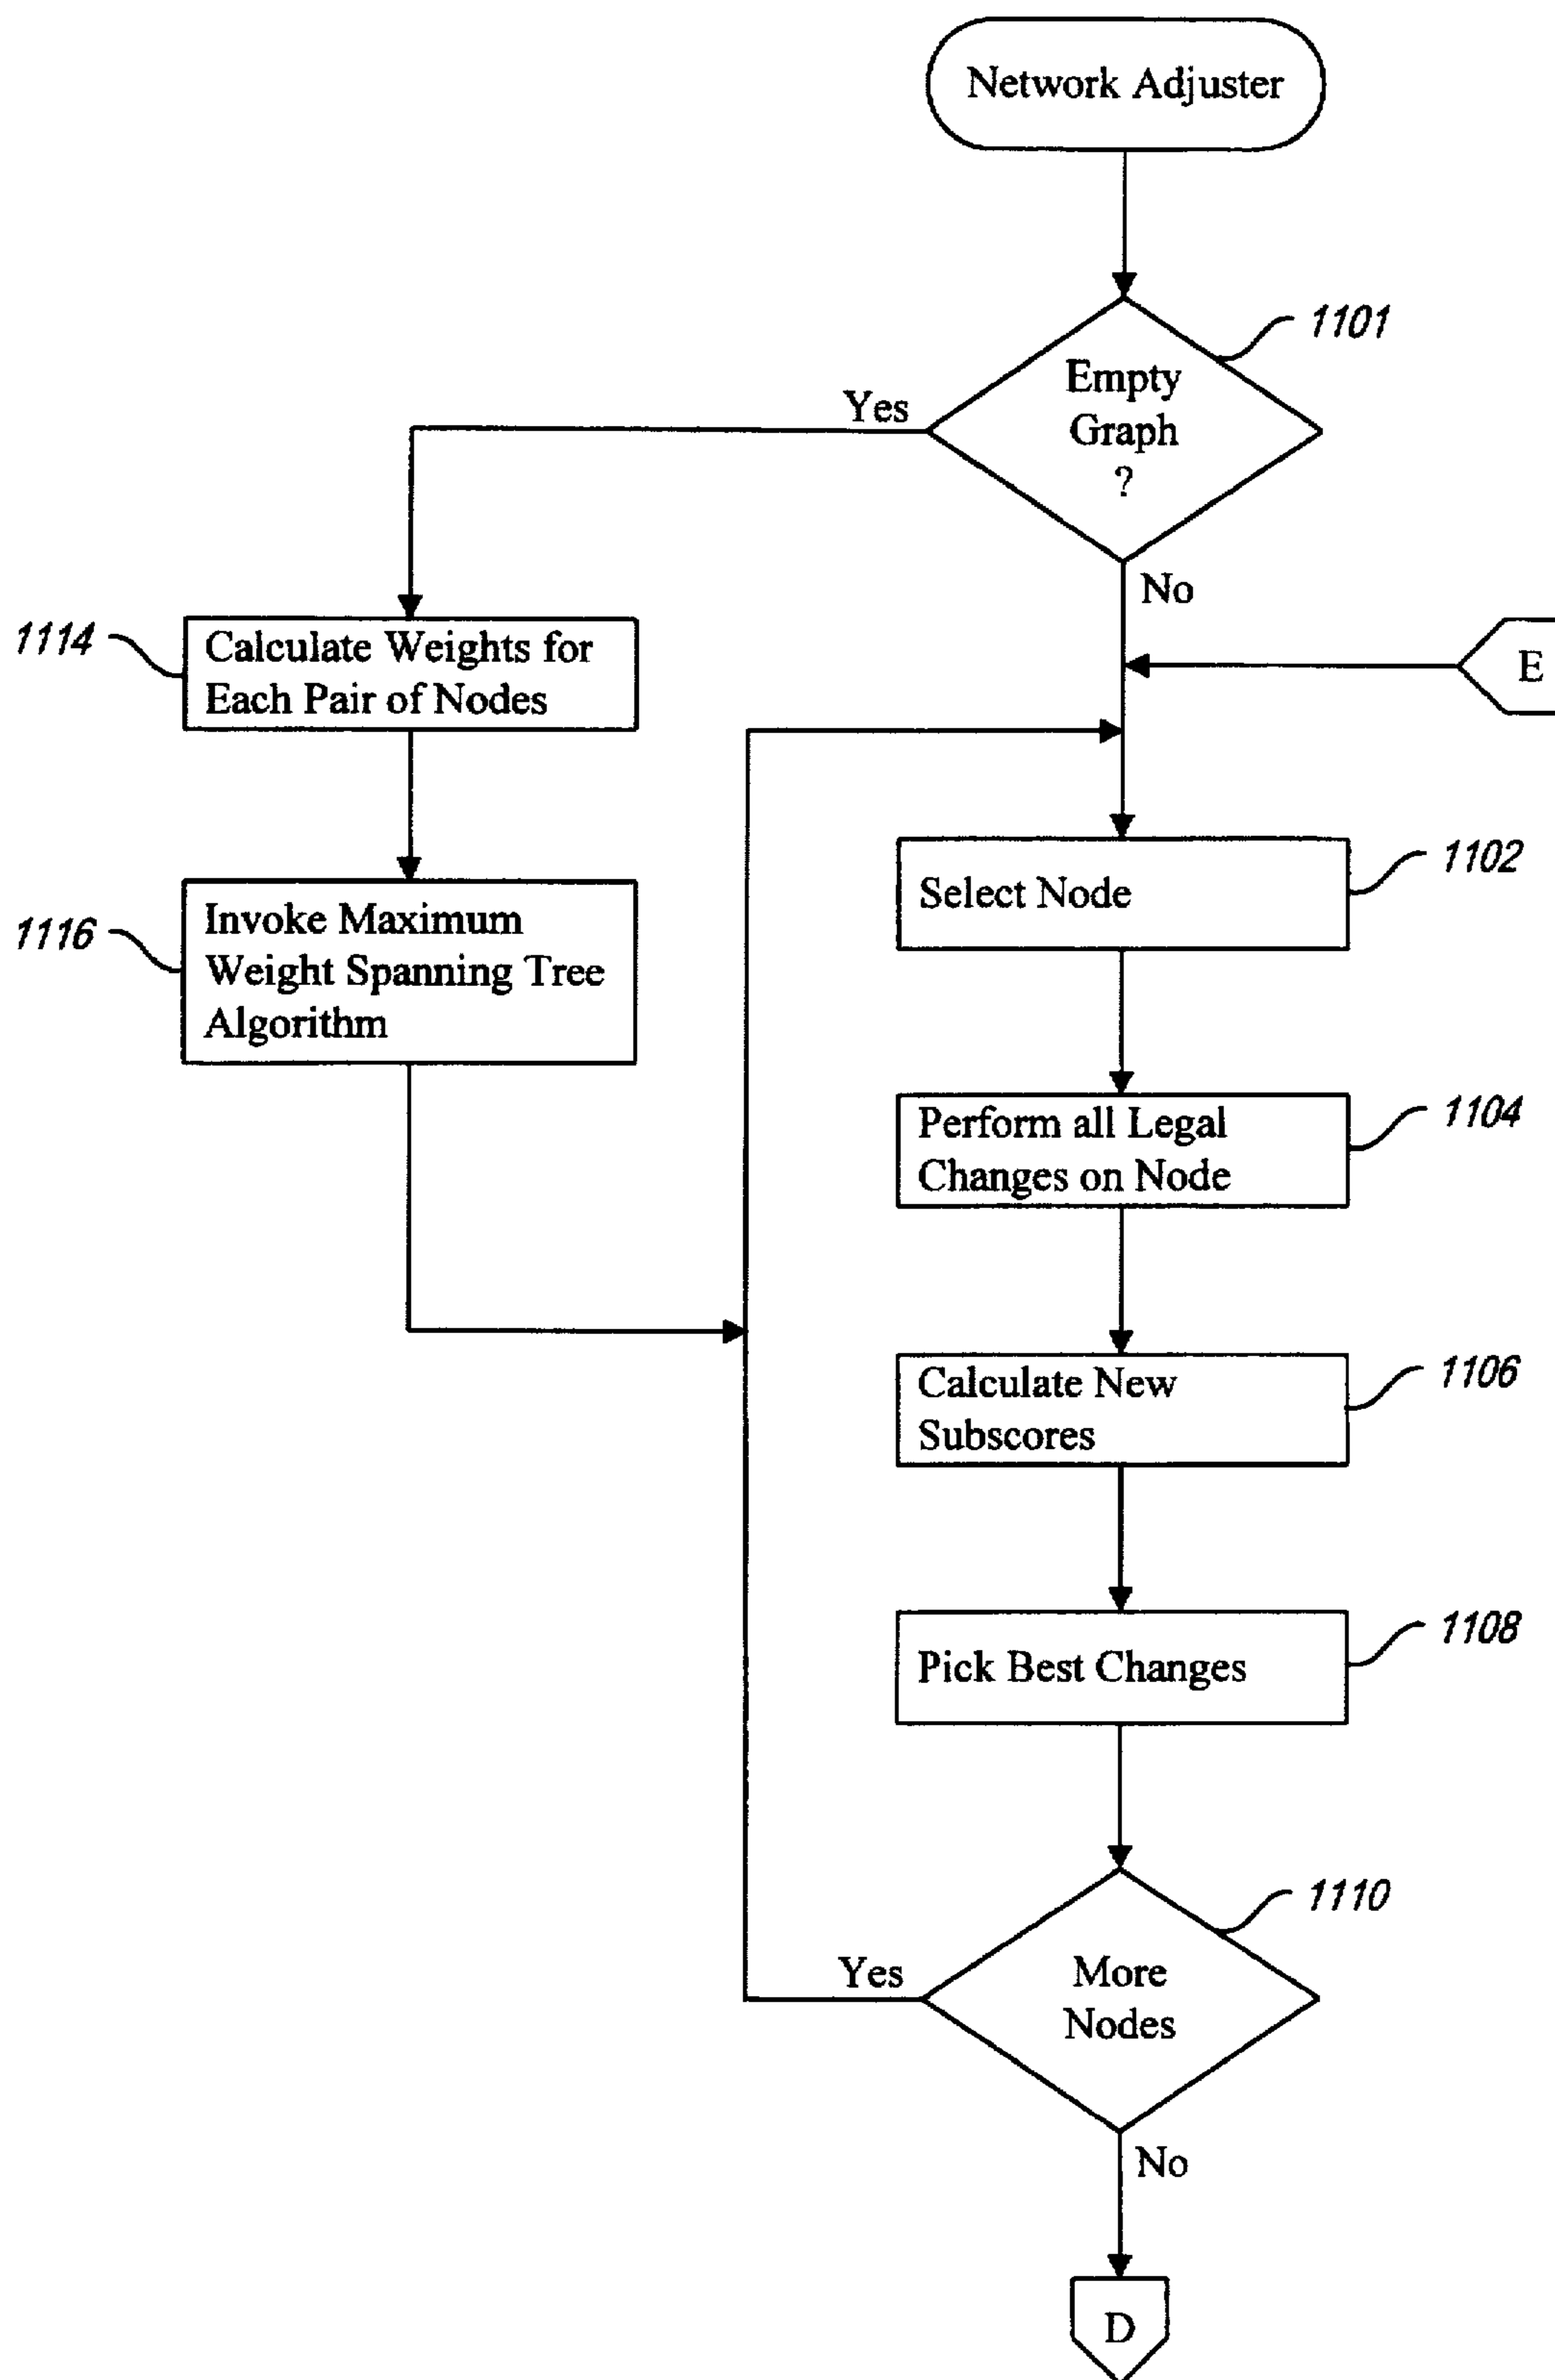 Network Adjuster
1101
Empty
Graph
?
Yes
No
E
1114
Calculate Weights for
Each Pair of Nodes
1102
Select Node
1116
Invoke Maximum
Weight Spanning Tree
Algorithm
1104
Perform all Legal
Changes on Node
1106
Calculate New
Subscores
1108
Pick Best Changes
1110
More
Nodes
Yes
No
D